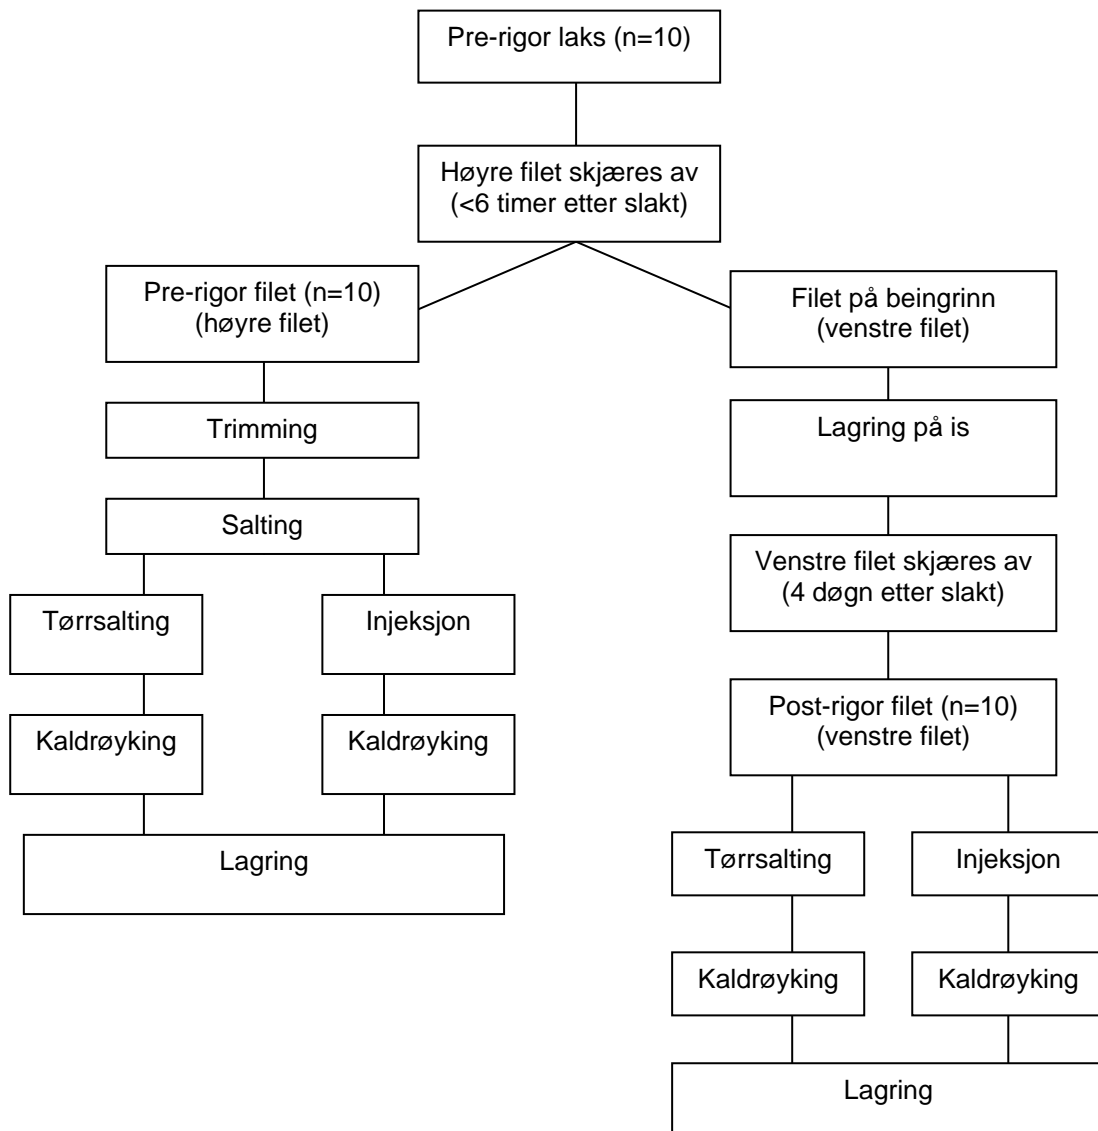 Pre-rigor laks (n=10)
Høyre filet skjæres av
(<6 timer etter slakt)
Pre-rigor filet (n=10)
(høyre filet)
Trimming
Salting
Tørrsalting
Injeksjon
Kaldrøyking
Kaldrøyking
Lagring
Filet på beingrinn
(venstre filet)
Lagring på is
Venstre filet skjæres av
(4 døgn etter slakt)
Post-rigor filet (n=10)
(venstre filet)
Tørrsalting
Injeksjon
Kaldrøyking
Kaldrøyking
Lagring